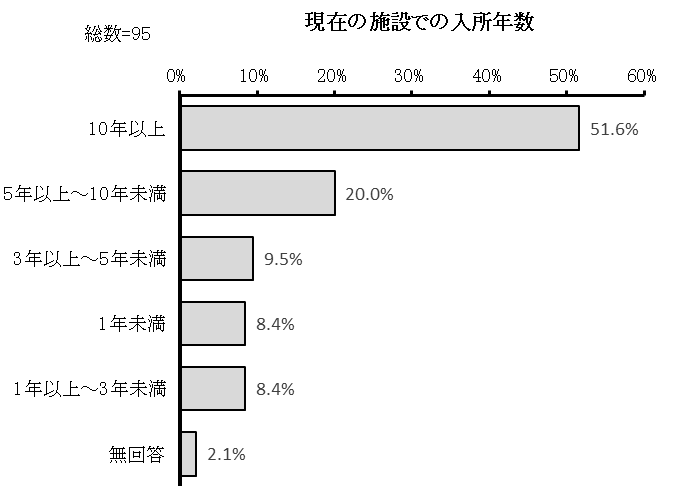 現在の施設での入所年数
総数=95
0% 10% 20% 30% 40% 50% 60%
10年以上 51.6%
5年以上～10年未満 20.0%
3年以上～5年未満 9.5%
1年未満 8.4%
1年以上～3年未満 8.4%
無回答 2.1%